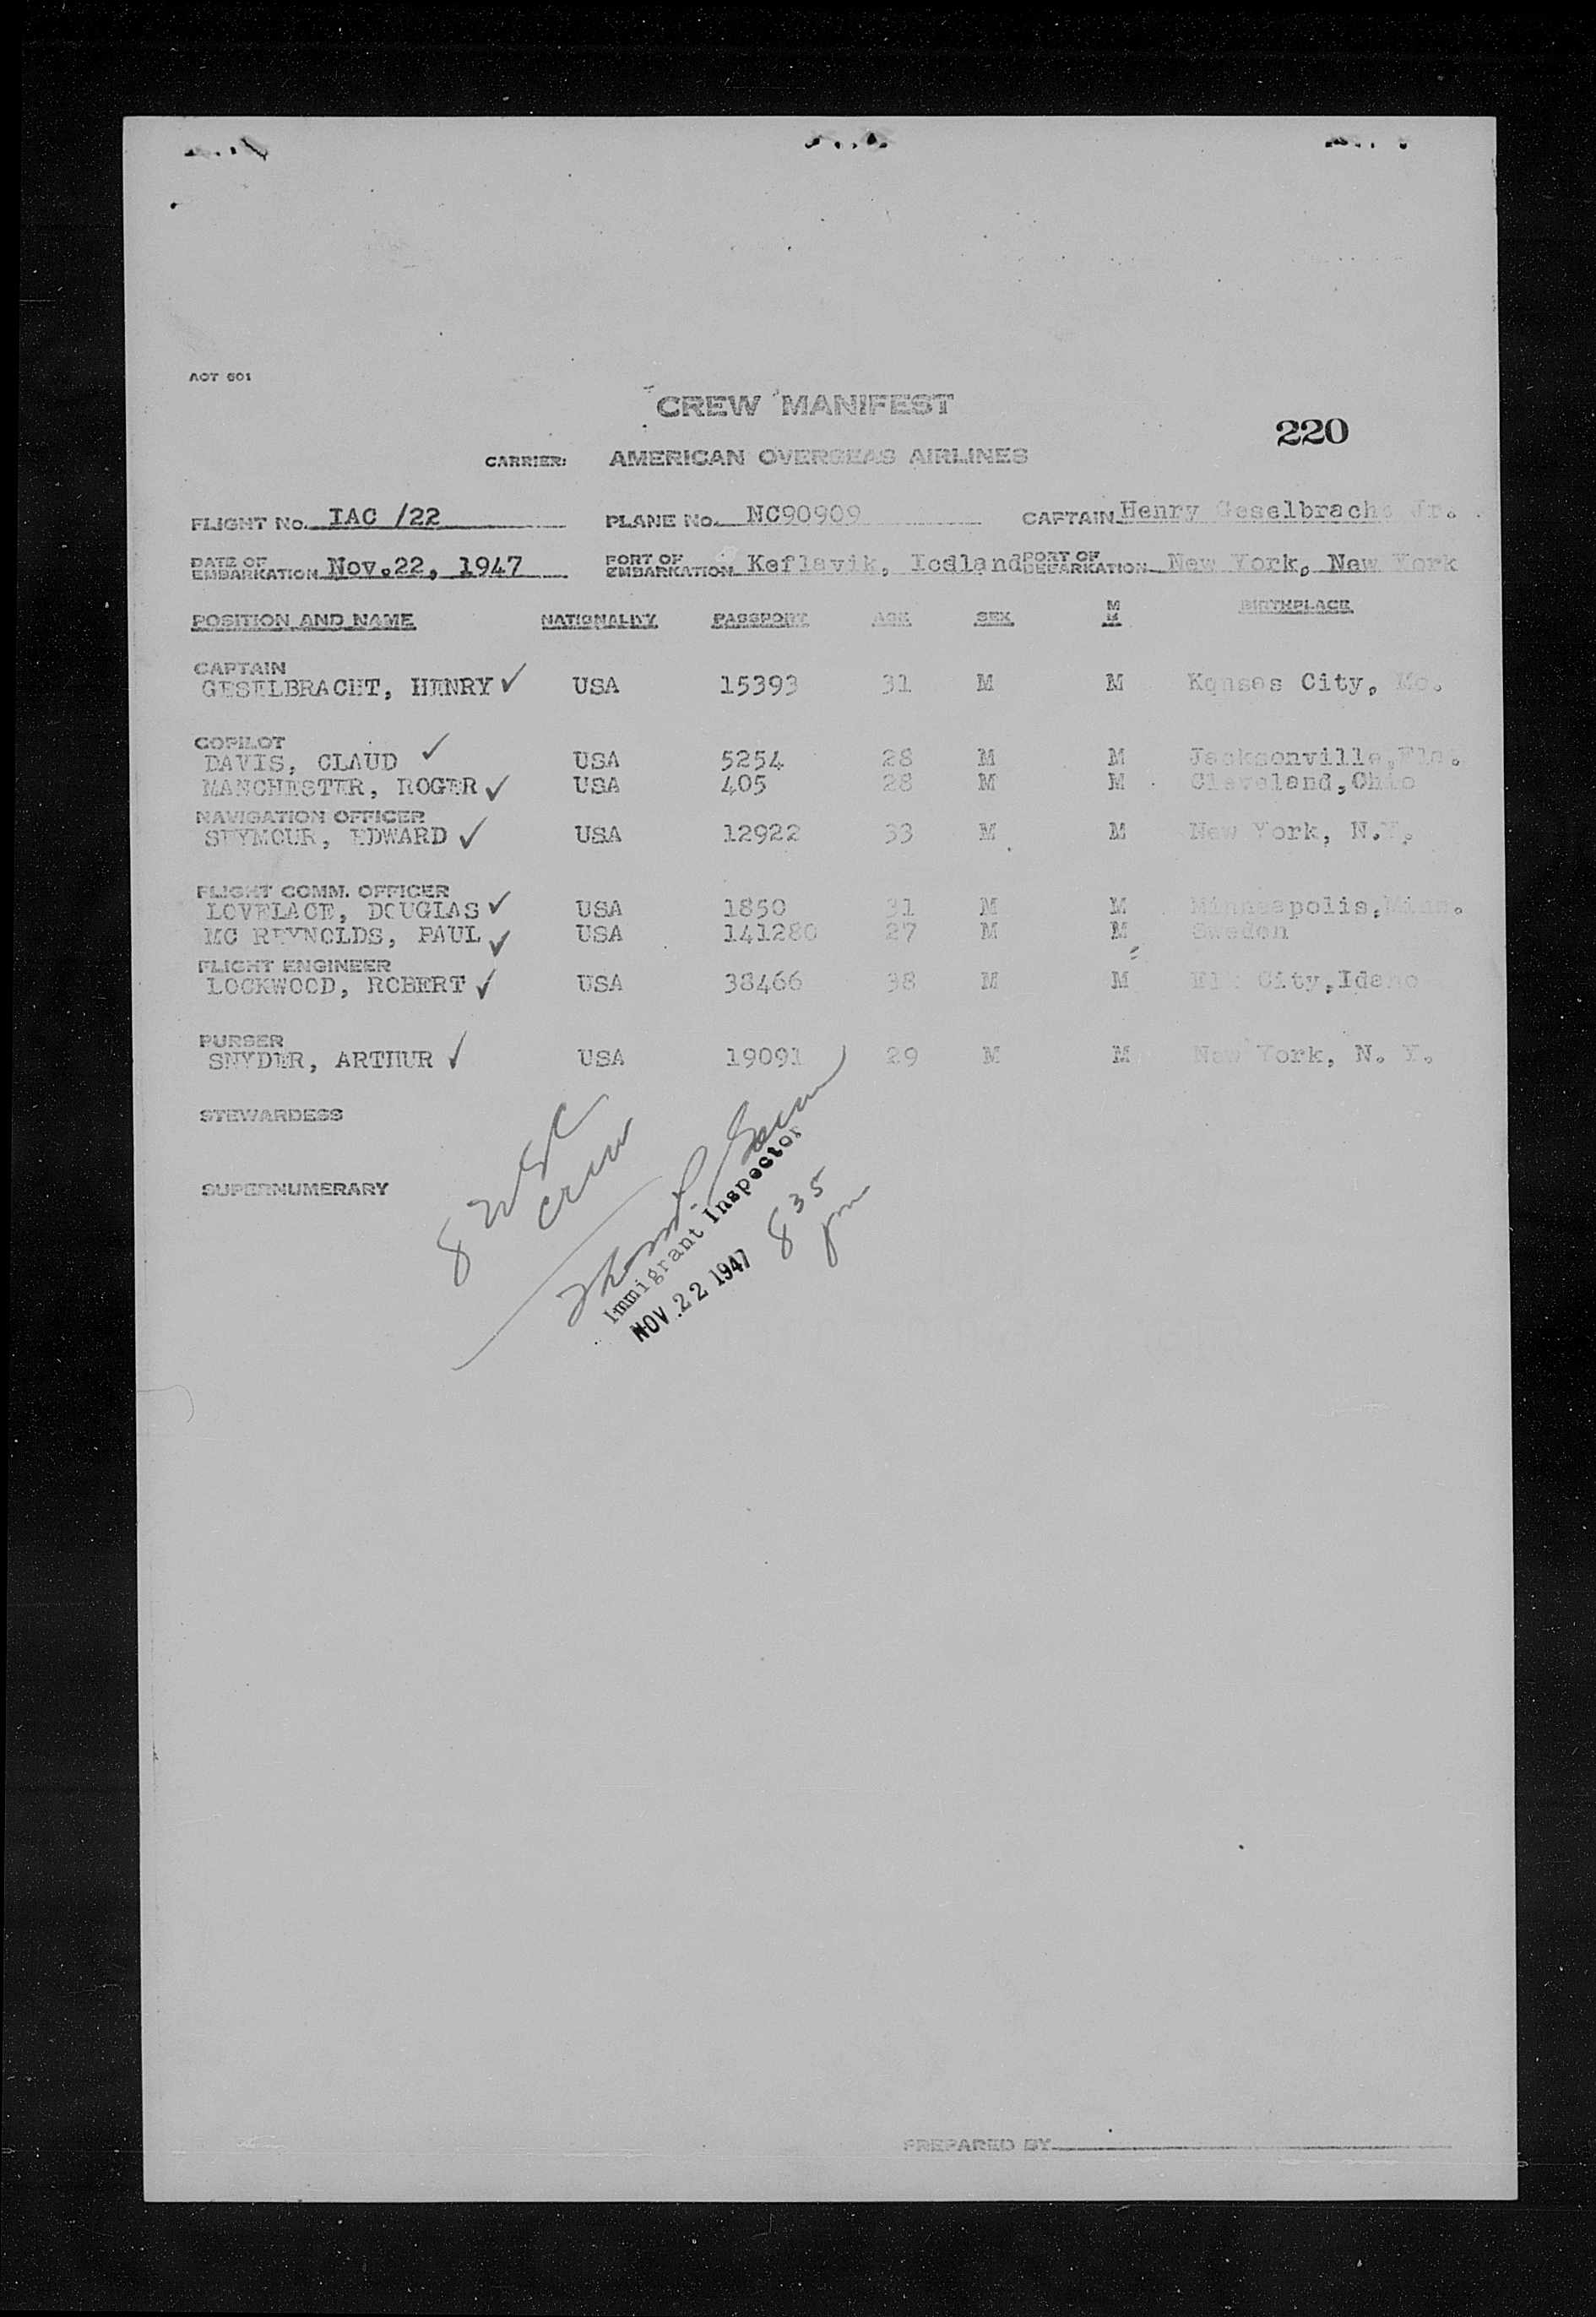 AOT 601
CREW MANIFEST
220
CARRIER: AMERICAN OVERSEAS AIRLINES
FLIGHT No. IAC /22 PLANE No. NC90909 CAPTAIN Henry Geselbracht Jr.
DATE OF EMBARKATION Nov.22, 1947 PORT OF EMBARKATION Keflavik, Icdland PORT OF DEBARKATION New York, New York
POSITION AND NAME NATIONALITY PASSPORT AGE SEX M BIRTHPLACE
CAPTAIN
GESELBRACHT, HENRY ✓ USA 15393 31 M M Kansas City, Mo.
COPILOT
DAVIS, CLAUD ✓ USA 5254 28 M M Jacksonville, Fla.
MANCHESTER, ROGER ✓ USA 405 28 M M Cleveland, Ohio
NAVIGATION OFFICER
SEYMOUR, EDWARD ✓ USA 12922 33 M M New York, N.Y.
FLIGHT COMM. OFFICER
LOVELACE, DOUGLAS ✓ USA 1850 31 M M Minneapolis, Minn.
MC REYNOLDS, PAUL ✓ USA 141280 27 M M Sweden
FLIGHT ENGINEER
LOCKWOOD, ROBERT ✓ USA 38466 38 M M Elk City, Idaho
PURSER
SNYDER, ARTHUR ✓ USA 19091 29 M M New York, N. Y.
STEWARDESS
SUPERNUMERARY
8 USC
crew
Immigrant Inspector
NOV 22 1947
8 35
pm
PREPARED BY